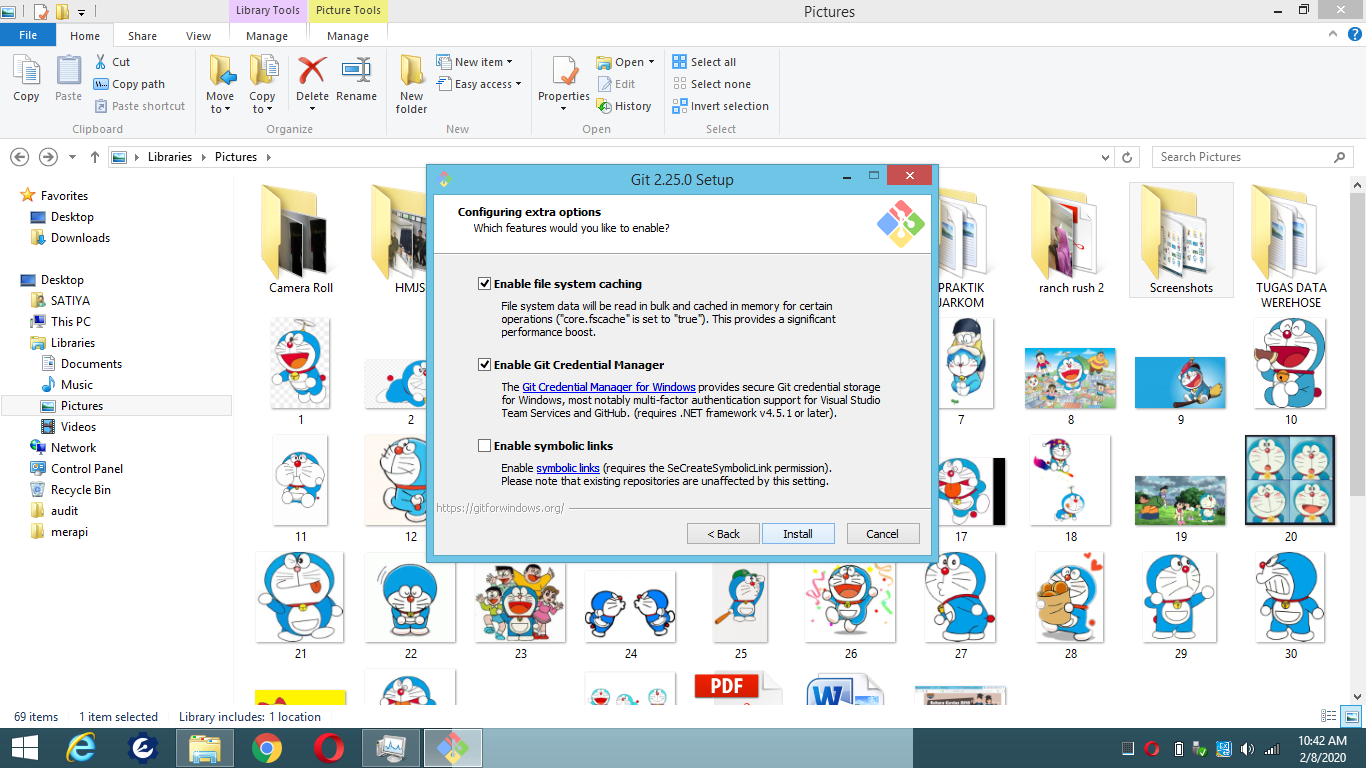 Library Tools
Picture Tools
Pictures
File
Home
Share
View
Manage
Manage
Copy
Paste
Cut
Copy path
Paste shortcut
Clipboard
Move to
Copy to
Delete
Rename
Organize
New folder
New item
Easy access
New
Properties
Open
Edit
History
Open
Select all
Select none
Invert selection
Select
Libraries
Pictures
Search Pictures
Favorites
Desktop
Downloads
Desktop
SATIYA
This PC
Libraries
Documents
Music
Pictures
Videos
Network
Control Panel
Recycle Bin
audit
merapi
Camera Roll
HMJS
PRAKTIK
JARKOM
ranch rush 2
Screenshots
TUGAS DATA
WEREHOSE
1
2
7
8
9
10
11
12
17
18
19
20
21
22
23
24
25
26
27
28
29
30
PDF
W
Git 2.25.0 Setup
Configuring extra options
Which features would you like to enable?
Enable file system caching
File system data will be read in bulk and cached in memory for certain
operations ("core.fscache" is set to "true"). This provides a significant
performance boost.
Enable Git Credential Manager
The Git Credential Manager for Windows provides secure Git credential storage
for Windows, most notably multi-factor authentication support for Visual Studio
Team Services and GitHub. (requires .NET framework v4.5.1 or later).
Enable symbolic links
Enable symbolic links (requires the SeCreateSymbolicLink permission).
Please note that existing repositories are unaffected by this setting.
https://gitforwindows.org/
< Back
Install
Cancel
69 items
1 item selected
Library includes: 1 location
10:42 AM
2/8/2020